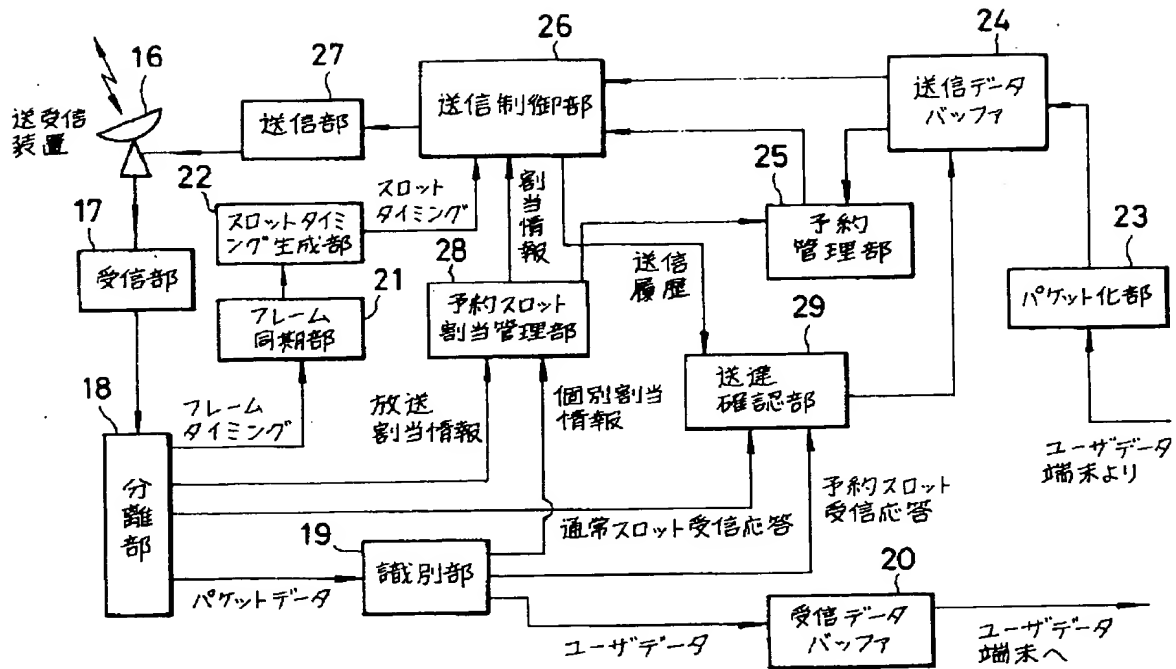 16
送受信
装置
27
送信部
26
送信制御部
24
送信データ
バッファ
22
スロットタイミ
ング生成部
スロット
タイミング
割当情報
25
予約
管理部
17
受信部
21
フレーム
同期部
28
予約スロット
割当管理部
送信
履歴
23
パケット化部
29
送達
確認部
18
分離部
フレーム
タイミング
放送
割当情報
個別割当
情報
ユーザデータ
端末より
通常スロット受信応答
予約スロット
受信応答
19
識別部
パケットデータ
ユーザデータ
20
受信データ
バッファ
ユーザデータ
端末へ